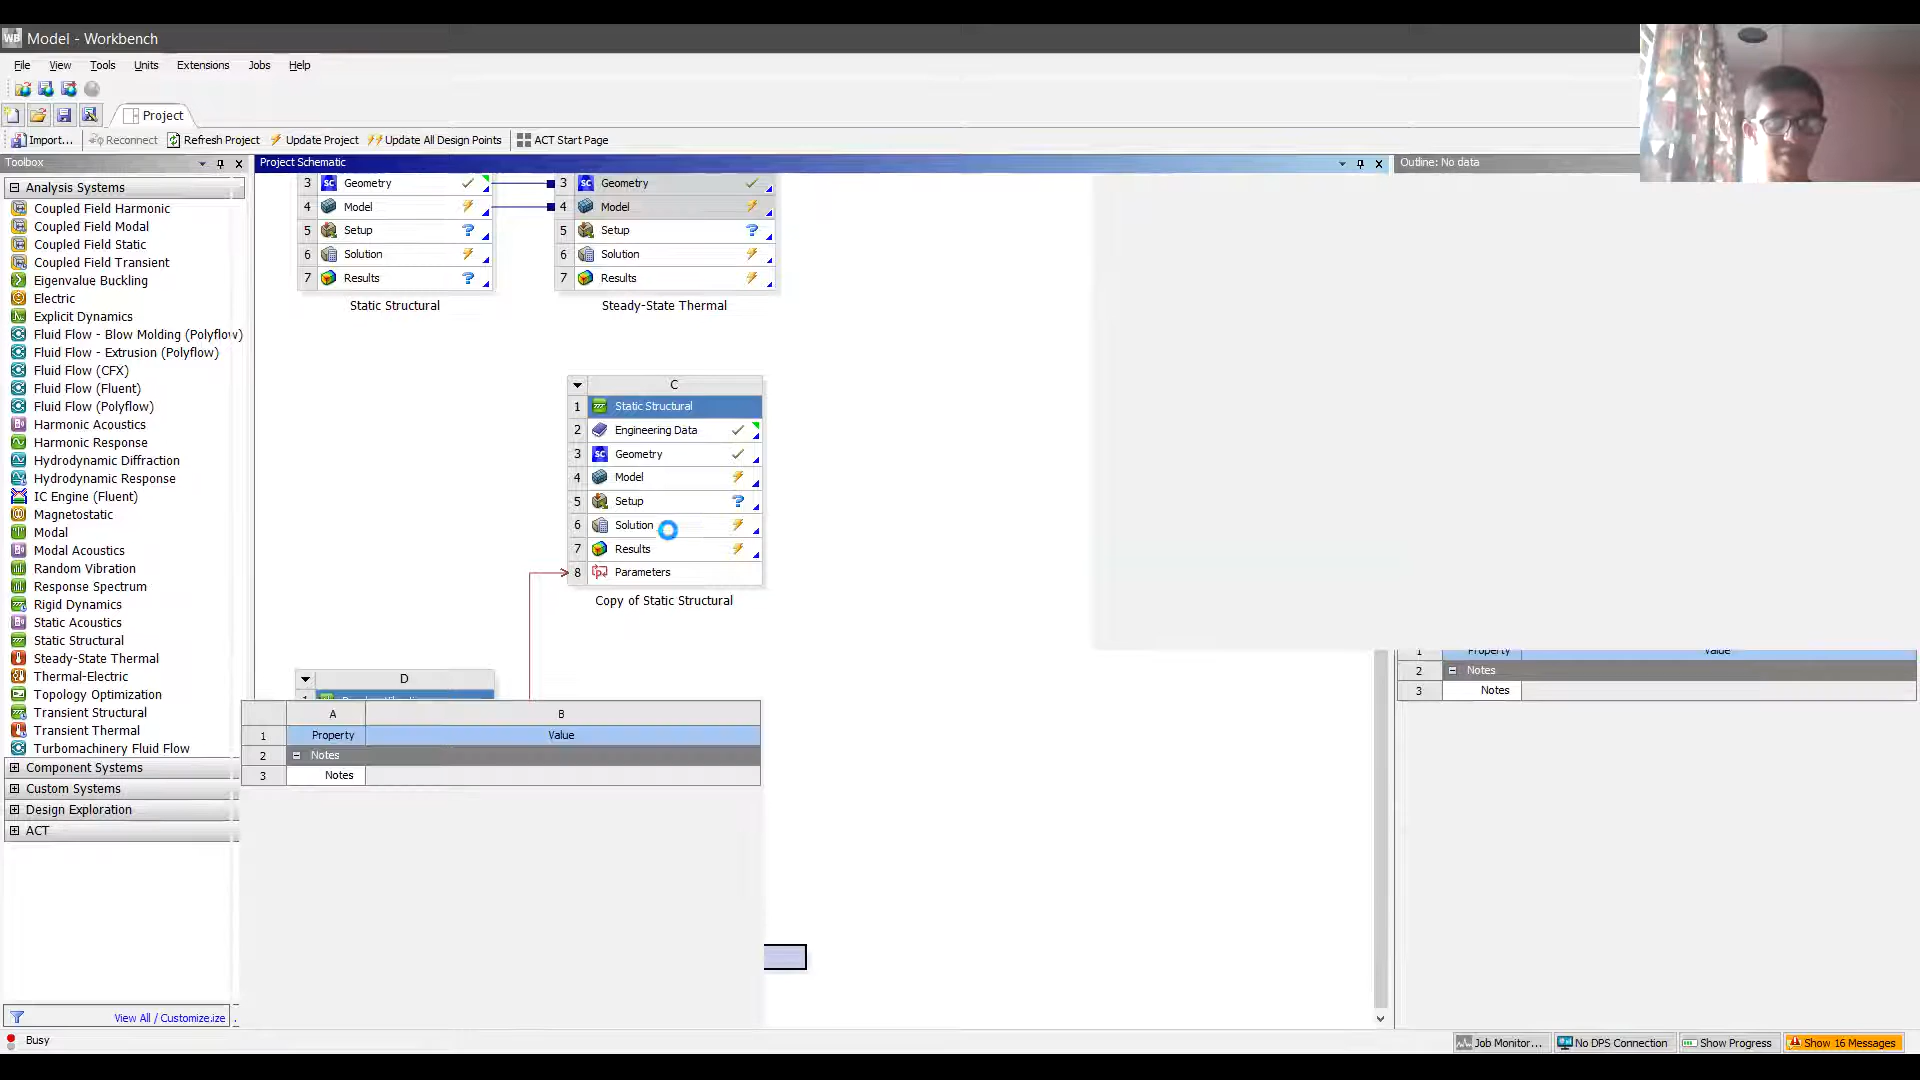 Model - Workbench
File View Tools Units Extensions Jobs Help
Project
Import... Reconnect Refresh Project Update Project Update All Design Points ACT Start Page
Toolbox
Project Schematic
Outline: No data
Analysis Systems
Coupled Field Harmonic
Coupled Field Modal
Coupled Field Static
Coupled Field Transient
Eigenvalue Buckling
Electric
Explicit Dynamics
Fluid Flow - Blow Molding (Polyflow)
Fluid Flow - Extrusion (Polyflow)
Fluid Flow (CFX)
Fluid Flow (Fluent)
Fluid Flow (Polyflow)
Harmonic Acoustics
Harmonic Response
Hydrodynamic Diffraction
Hydrodynamic Response
IC Engine (Fluent)
Magnetostatic
Modal
Modal Acoustics
Random Vibration
Response Spectrum
Rigid Dynamics
Static Acoustics
Static Structural
Steady-State Thermal
Thermal-Electric
Topology Optimization
Transient Structural
Transient Thermal
Turbomachinery Fluid Flow
Component Systems
Custom Systems
Design Exploration
ACT
View All / Customize
3 Geometry
4 Model
5 Setup
6 Solution
7 Results
Static Structural
3 Geometry
4 Model
5 Setup
6 Solution
7 Results
Steady-State Thermal
C
1 Static Structural
2 Engineering Data
3 Geometry
4 Model
5 Setup
6 Solution
7 Results
8 Parameters
Copy of Static Structural
D
A B
1 Property Value
2 Notes
3 Notes
1 Property Value
2 Notes
3 Notes
Busy
Job Monitor... No DPS Connection Show Progress Show 16 Messages